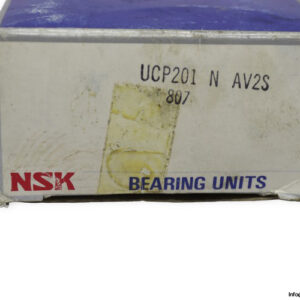 UCP201 N AV2S
807
NSK BEARING UNITS